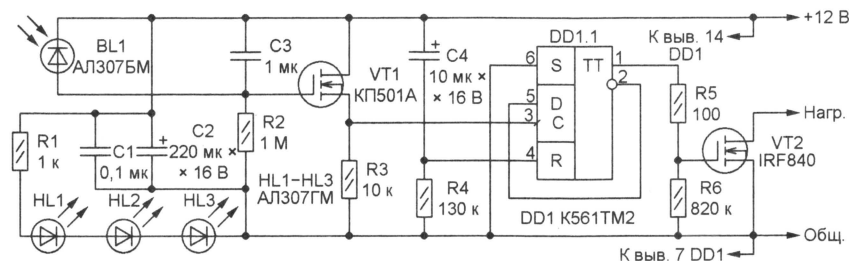 BL1
АЛ307БМ
C3
1 мк
VT1
КП501А
C4
10 мк ×
× 16 В
DD1.1
К выв. 14
DD1
+12 В
6
S
TT
1
2
5
D
3
C
4
R
R5
100
Нагр.
VT2
IRF840
R1
1 к
C1
0,1 мк
C2
220 мк ×
× 16 В
R2
1 М
R3
10 к
HL1–HL3
АЛ307ГМ
R4
130 к
R6
820 к
HL1
HL2
HL3
DD1 К561ТМ2
Общ.
К выв. 7 DD1